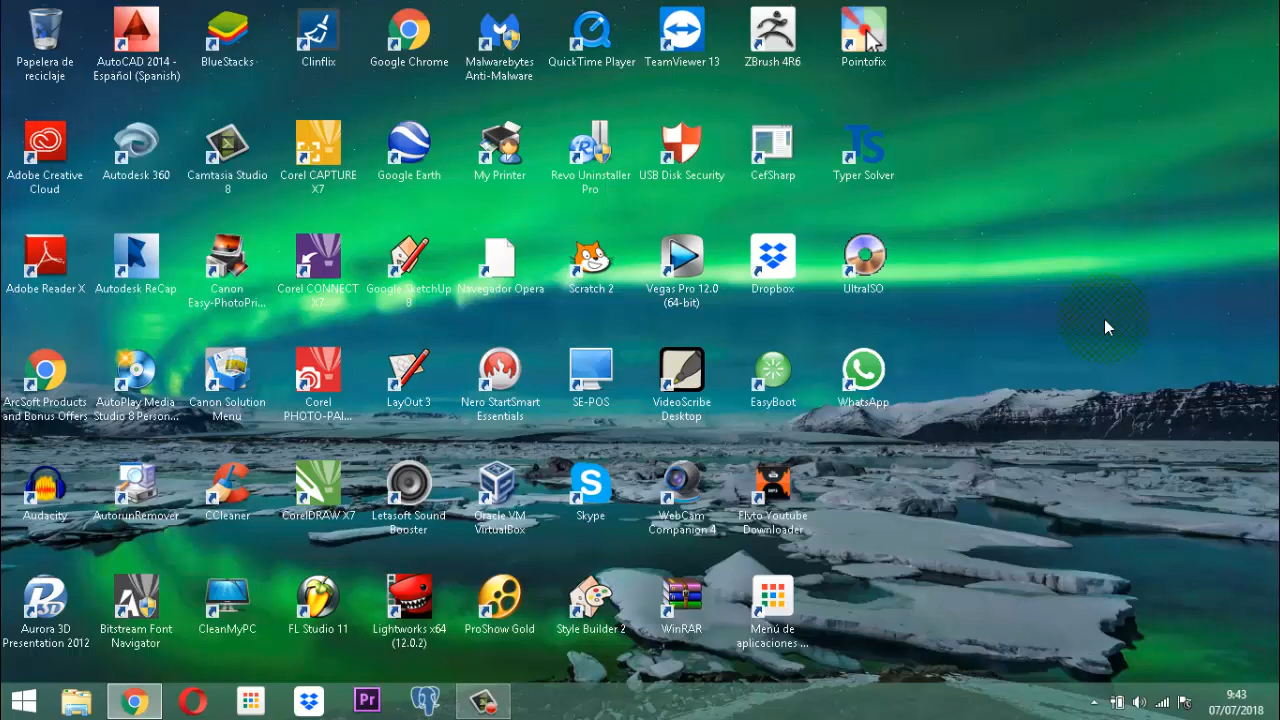 Papelera de
reciclaje
AutoCAD 2014 -
Español (Spanish)
BlueStacks
Clinflix
Google Chrome
Malwarebytes
Anti-Malware
QuickTime Player
TeamViewer 13
ZBrush 4R6
Pointofix
Adobe Creative
Cloud
Autodesk 360
Camtasia Studio
8
Corel CAPTURE
X7
Google Earth
My Printer
Revo Uninstaller
Pro
USB Disk Security
CefSharp
TS
Typer Solver
Adobe Reader X
Autodesk ReCap
Canon
Easy-PhotoPri...
Corel CONNECT
X7
Google SketchUp
8
Navegador Opera
Scratch 2
Vegas Pro 12.0
(64-bit)
Dropbox
UltraISO
ArcSoft Products
and Bonus Offers
AutoPlay Media
Studio 8 Person...
Canon Solution
Menu
Corel
PHOTO-PAI...
LayOut 3
Nero StartSmart
Essentials
SE-POS
VideoScribe
Desktop
EasyBoot
WhatsApp
Audacity
AutorunRemover
CCleaner
CorelDRAW X7
Letasoft Sound
Booster
Oracle VM
VirtualBox
Skype
WebCam
Companion 4
Flyto Youtube
Downloader
Aurora 3D
Presentation 2012
Bitstream Font
Navigator
CleanMyPC
FL Studio 11
Lightworks x64
(12.0.2)
ProShow Gold
Style Builder 2
WinRAR
Menú de
aplicaciones ...
Pr
9:43
07/07/2018